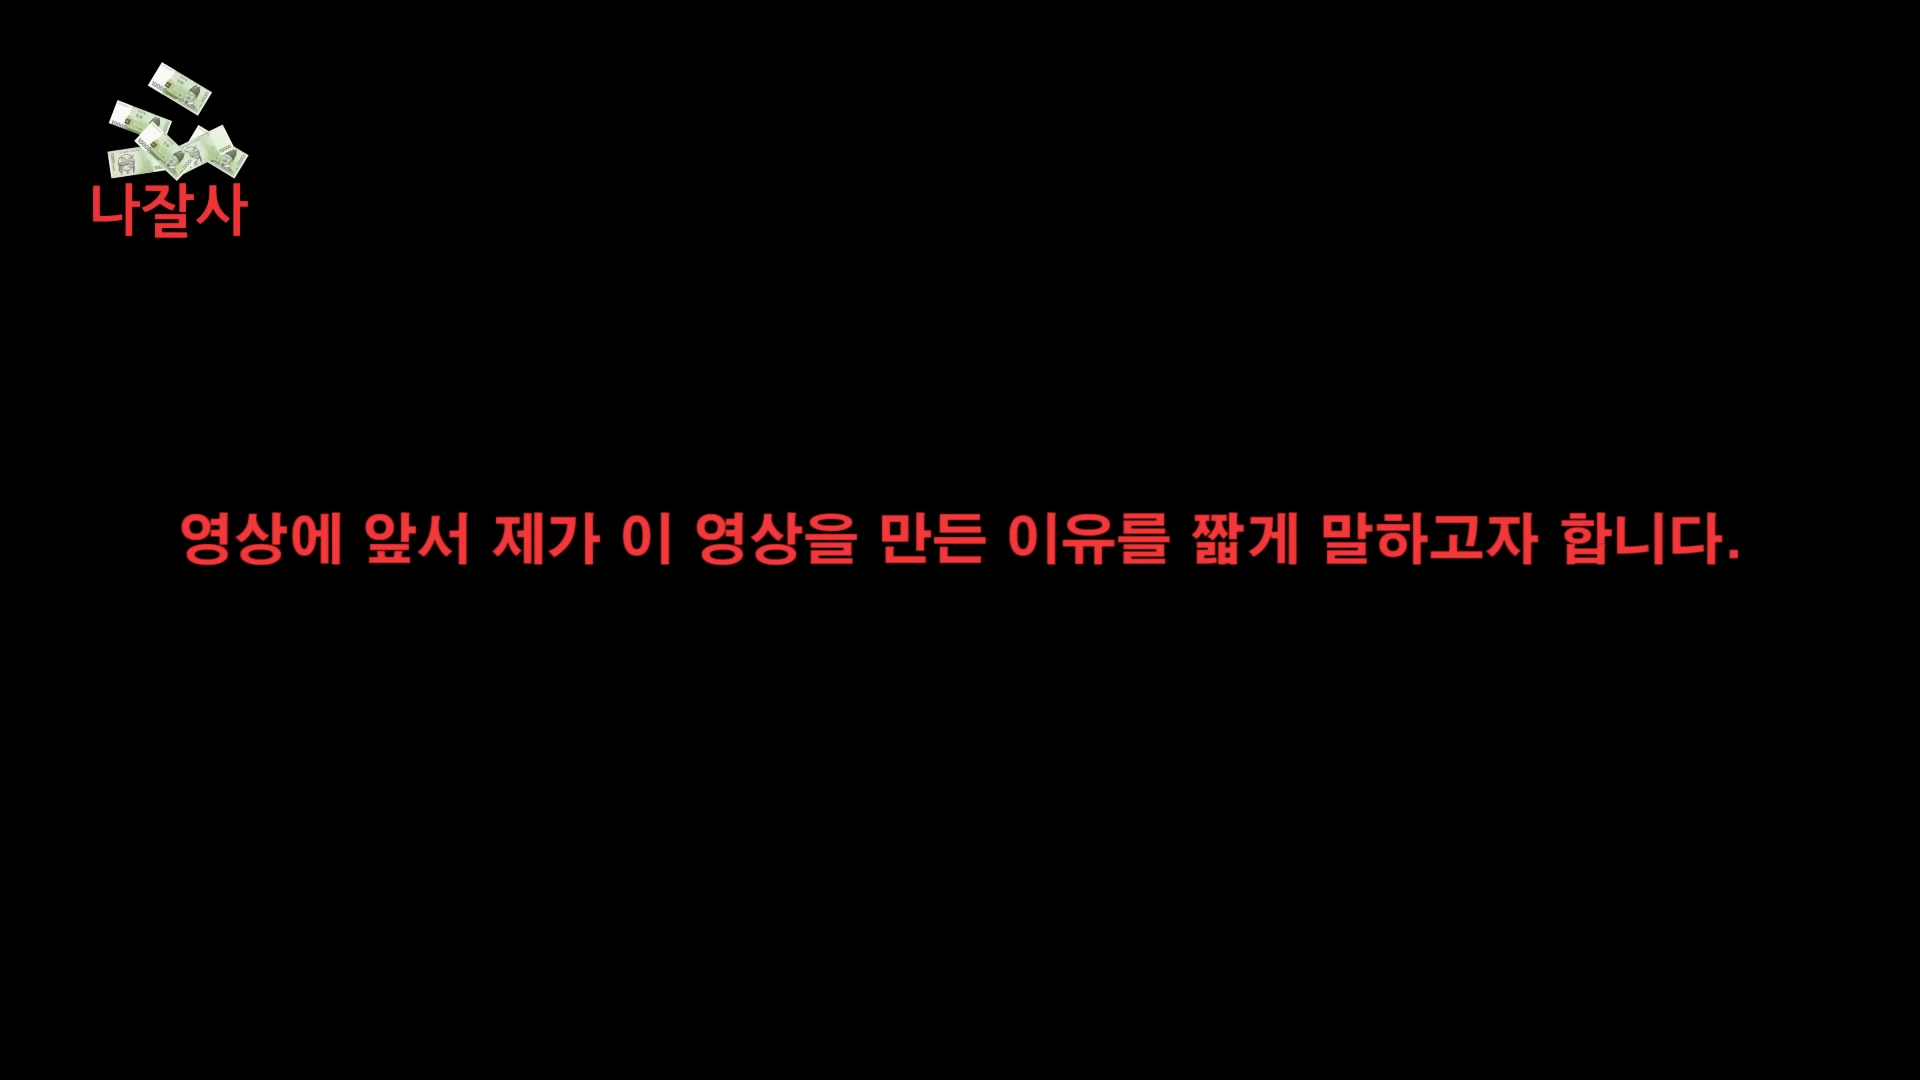 나잘사
영상에 앞서 제가 이 영상을 만든 이유를 짧게 말하고자 합니다.